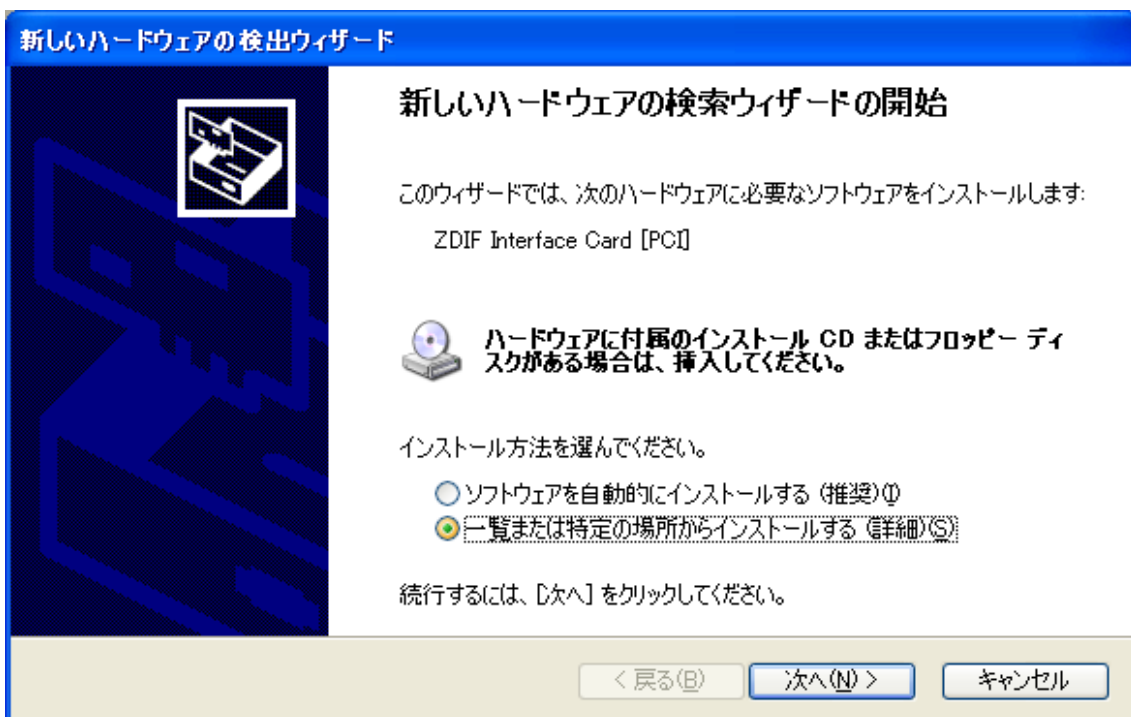 新しいハードウェアの検出ウィザード
新しいハードウェアの検索ウィザードの開始
このウィザードでは、次のハードウェアに必要なソフトウェアをインストールします:
ZDIF Interface Card [PCI]
ハードウェアに付属のインストール CD またはフロッピー ディ
スクがある場合は、挿入してください。
インストール方法を選んでください。
ソフトウェアを自動的にインストールする (推奨)(I)
一覧または特定の場所からインストールする (詳細)(S)
続行するには、[次へ] をクリックしてください。
< 戻る(B)
次へ(N) >
キャンセル